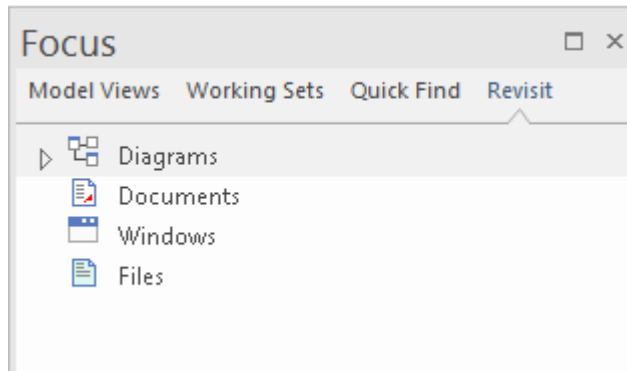 Focus
Model Views Working Sets Quick Find Revisit
Diagrams
Documents
Windows
Files